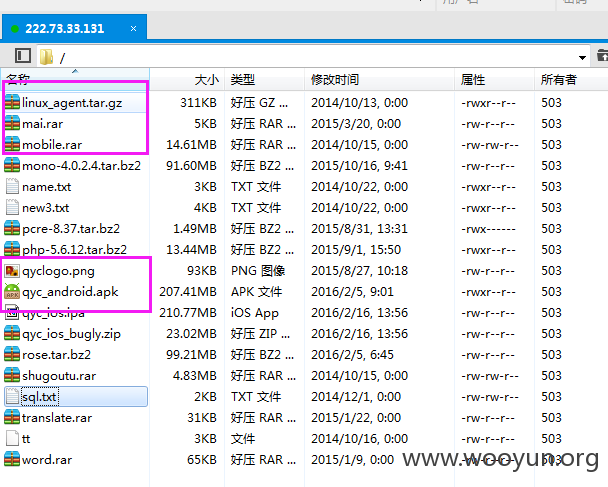 222.73.33.131 ×
/
名称 大小 类型 修改时间 属性 所有者
linux_agent.tar.gz 311KB 好压 GZ ... 2014/10/13, 0:00 -rwxr--r-- 503
mai.rar 5KB 好压 RAR ... 2015/3/20, 0:00 -rw-r--r-- 503
mobile.rar 14.61MB 好压 RAR ... 2014/10/15, 0:00 -rw-rw-r-- 503
mono-4.0.2.4.tar.bz2 91.60MB 好压 BZ2 ... 2015/10/16, 9:41 -rw-r--r-- 503
name.txt 3KB TXT 文件 2014/10/22, 0:00 -rwxr--r-- 503
new3.txt 4KB TXT 文件 2014/10/22, 0:00 -rwxr--r-- 503
pcre-8.37.tar.bz2 1.49MB 好压 BZ2 ... 2015/8/31, 13:31 -rwx------ 503
php-5.6.12.tar.bz2 13.44MB 好压 BZ2 ... 2015/9/1, 15:50 -rwxr--r-- 503
qyclogo.png 93KB PNG 图像 2015/8/27, 10:18 -rw-r--r-- 503
qyc_android.apk 207.41MB APK 文件 2016/2/5, 9:01 -rwxr--r-- 503
qyc_ios.ipa 210.77MB iOS App 2016/2/16, 13:56 -rw-r--r-- 503
qyc_ios_bugly.zip 23.02MB 好压 ZIP ... 2016/2/16, 13:56 -rw-r--r-- 503
rose.tar.bz2 99.21MB 好压 BZ2 ... 2016/2/5, 6:45 -rw-r--r-- 503
shugoutu.rar 4.83MB 好压 RAR ... 2014/10/15, 0:00 -rw-rw-r-- 503
sql.txt 2KB TXT 文件 2014/12/1, 0:00 -rw-rw-r-- 503
translate.rar 31KB 好压 RAR ... 2015/1/22, 0:00 -rw-r--r-- 503
tt 3KB 文件 2014/10/16, 0:00 -rw-r--r-- 503
word.rar 65KB 好压 RAR ... 2015/1/9, 0:00 -rw-r--r-- 503
www.wooyun.org